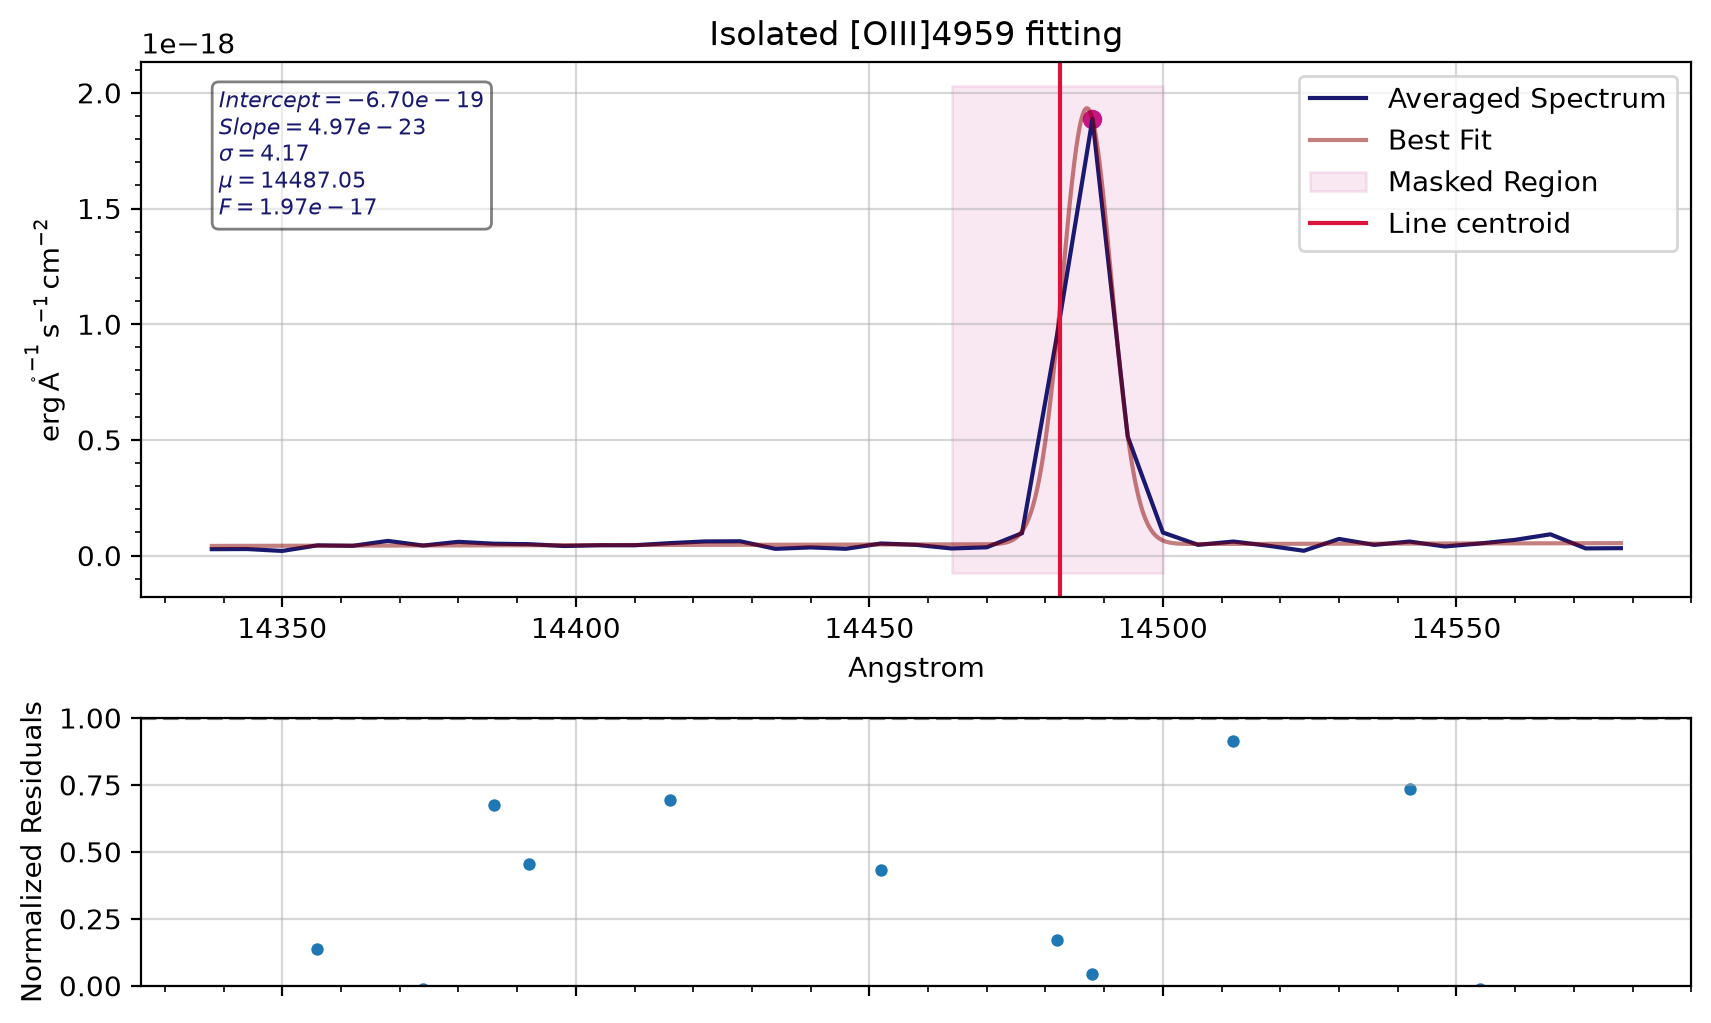 Isolated [OIII]4959 fitting
1e−18
Intercept = −6.70e − 19
Slope = 4.97e − 23
σ = 4.17
μ = 14487.05
F = 1.97e − 17
Averaged Spectrum
Best Fit
Masked Region
Line centroid
2.0
1.5
1.0
0.5
0.0
erg Å⁻¹ s⁻¹ cm⁻²
14350 14400 14450 14500 14550
Angstrom
Normalized Residuals
1.00
0.75
0.50
0.25
0.00